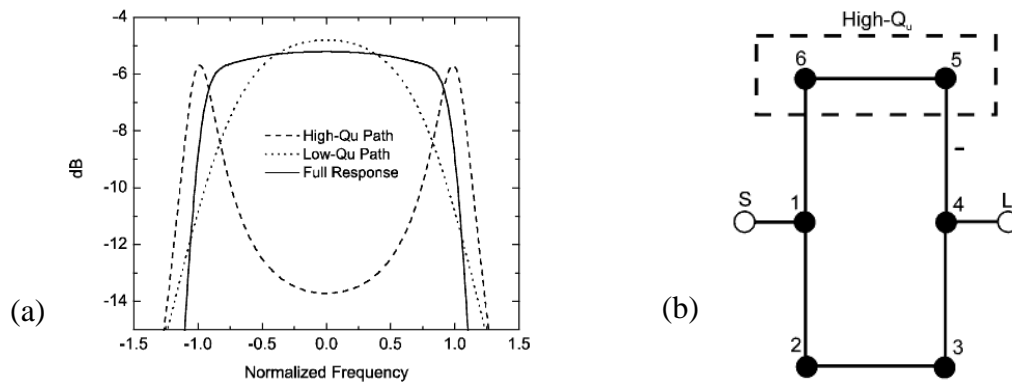 -4
-6
-8
-10
-12
-14
dB
High-Qu Path
Low-Qu Path
Full Response
-1.5 -1.0 -0.5 0.0 0.5 1.0 1.5
Normalized Frequency
(a)
High-Qu
6 5
-
S 1 4 L
2 3
(b)